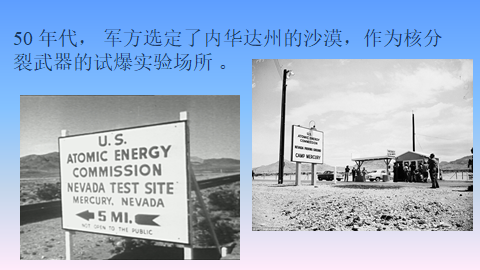 50 年代， 军方选定了内华达州的沙漠，作为核分
裂武器的试爆实验场所 。
U.S.
ATOMIC ENERGY
COMMISSION
NEVADA TEST SITE
MERCURY, NEVADA
5 MI.
NOT OPEN TO THE PUBLIC
U.S.
ATOMIC ENERGY
COMMISSION
CAMP MERCURY